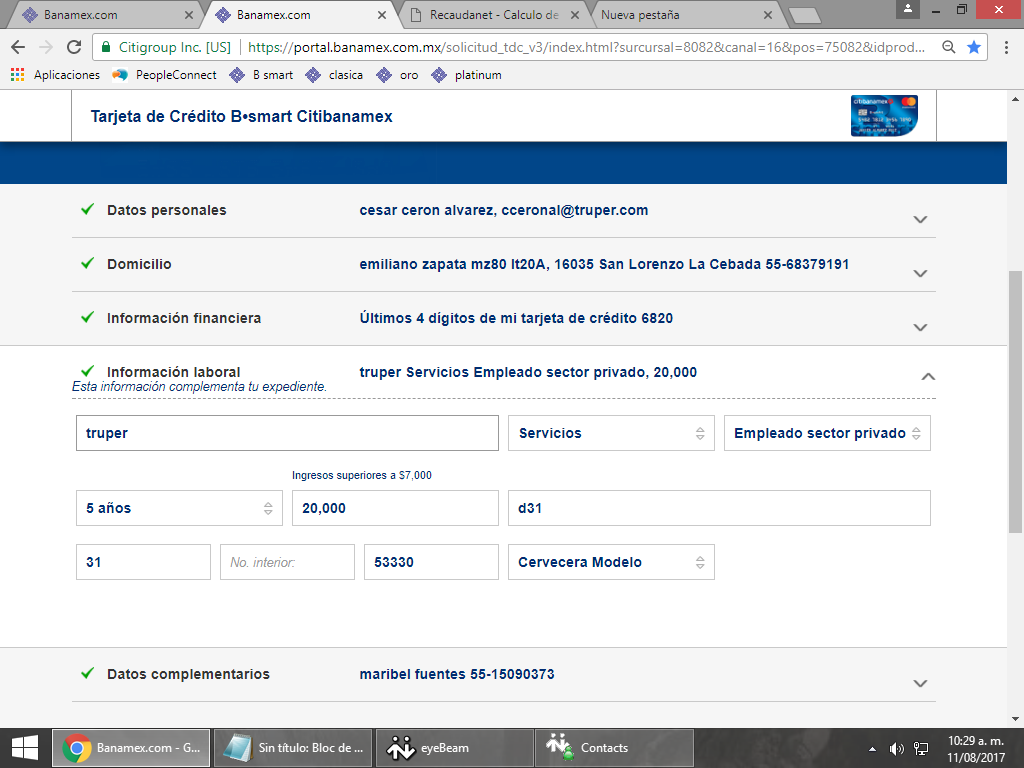 Banamex.com
Banamex.com
Recaudanet - Calculo de
Nueva pestaña
Citigroup Inc. [US]
https://portal.banamex.com.mx/solicitud_tdc_v3/index.html?sursursal=8082&canal=16&pos=75082&idprod...
Aplicaciones
PeopleConnect
B smart
clasica
oro
platinum
Tarjeta de Crédito B•smart Citibanamex
citibanamex
Datos personales
cesar ceron alvarez, cceronal@truper.com
Domicilio
emiliano zapata mz80 lt20A, 16035 San Lorenzo La Cebada 55-68379191
Información financiera
Últimos 4 dígitos de mi tarjeta de crédito 6820
Información laboral
truper Servicios Empleado sector privado, 20,000
Esta información complementa tu expediente.
truper
Servicios
Empleado sector privado
Ingresos superiores a $7,000
5 años
20,000
d31
31
No. interior:
53330
Cervecera Modelo
Datos complementarios
maribel fuentes 55-15090373
Banamex.com - G...
Sin título: Bloc de ...
eyeBeam
Contacts
10:29 a. m.
11/08/2017